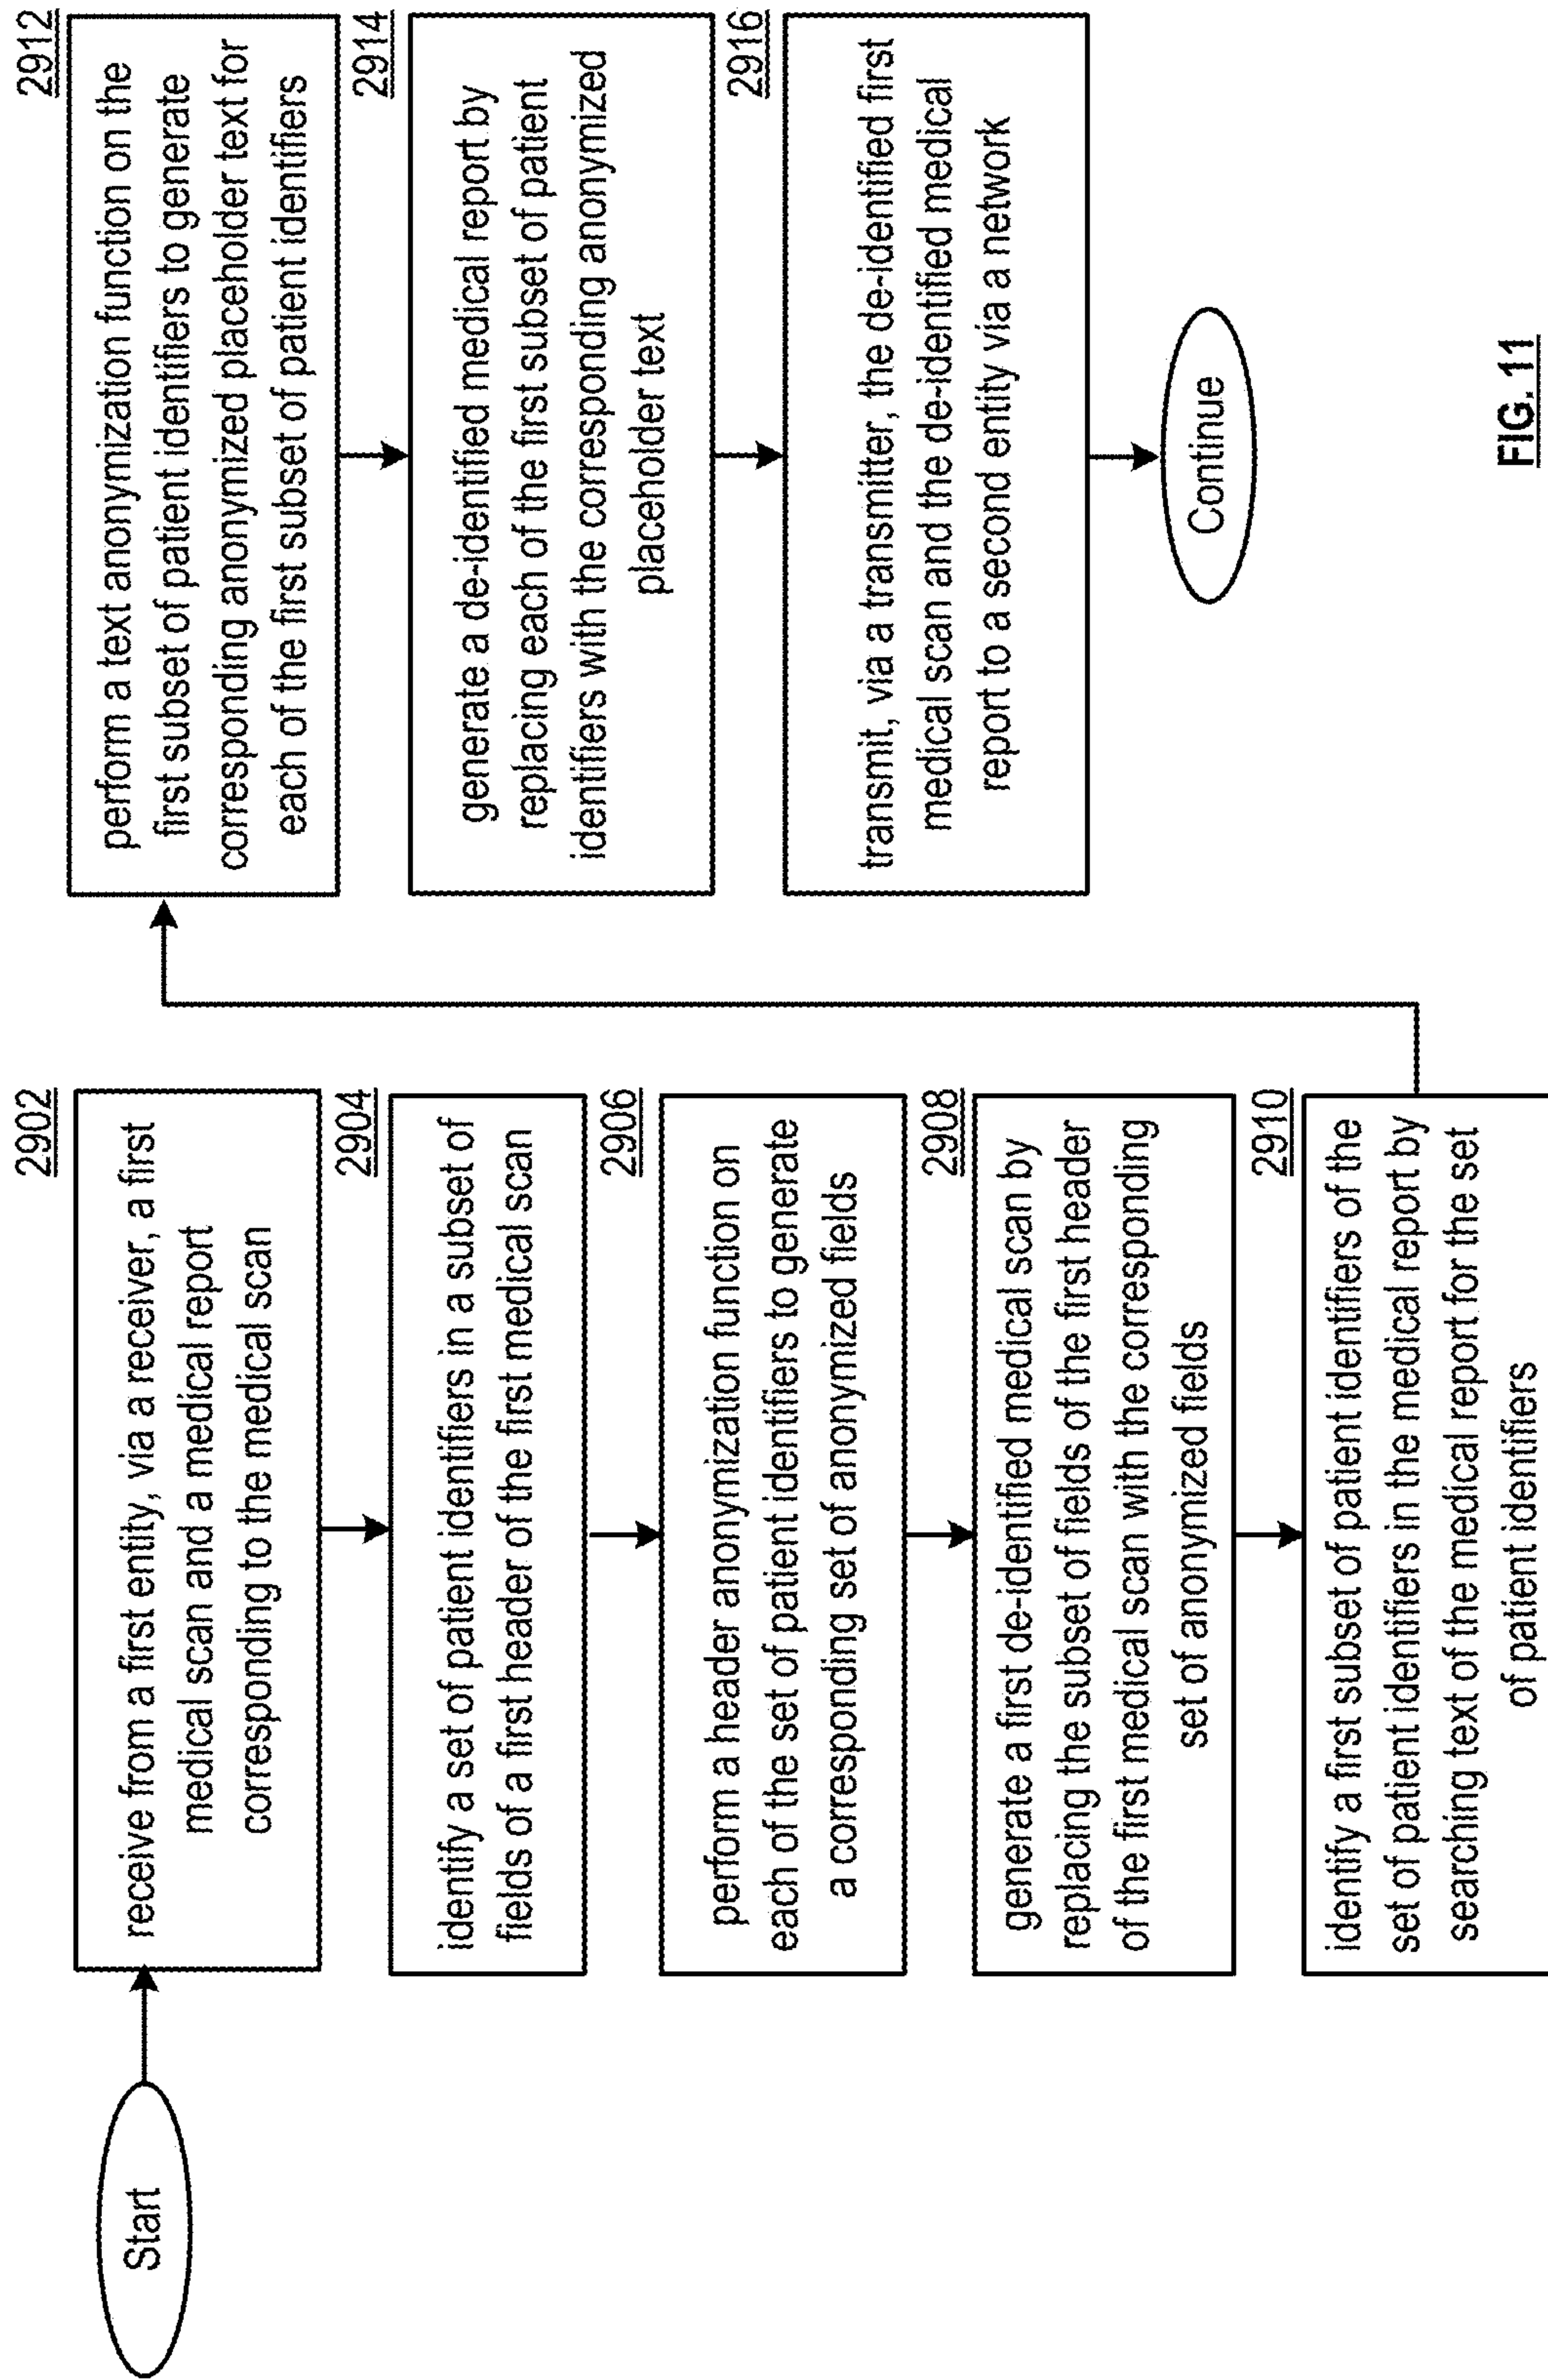 Start
2902
receive from a first entity, via a receiver, a first
medical scan and a medical report
corresponding to the medical scan
2904
identify a set of patient identifiers in a subset of
fields of a first header of the first medical scan
2906
perform a header anonymization function on
each of the set of patient identifiers to generate
a corresponding set of anonymized fields
2908
generate a first de-identified medical scan by
replacing the subset of fields of the first header
of the first medical scan with the corresponding
set of anonymized fields
2910
identify a first subset of patient identifiers of the
set of patient identifiers in the medical report by
searching text of the medical report for the set
of patient identifiers
2912
perform a text anonymization function on the
first subset of patient identifiers to generate
corresponding anonymized placeholder text for
each of the first subset of patient identifiers
2914
generate a de-identified medical report by
replacing each of the first subset of patient
identifiers with the corresponding anonymized
placeholder text
2916
transmit, via a transmitter, the de-identified first
medical scan and the de-identified medical
report to a second entity via a network
Continue
FIG. 11